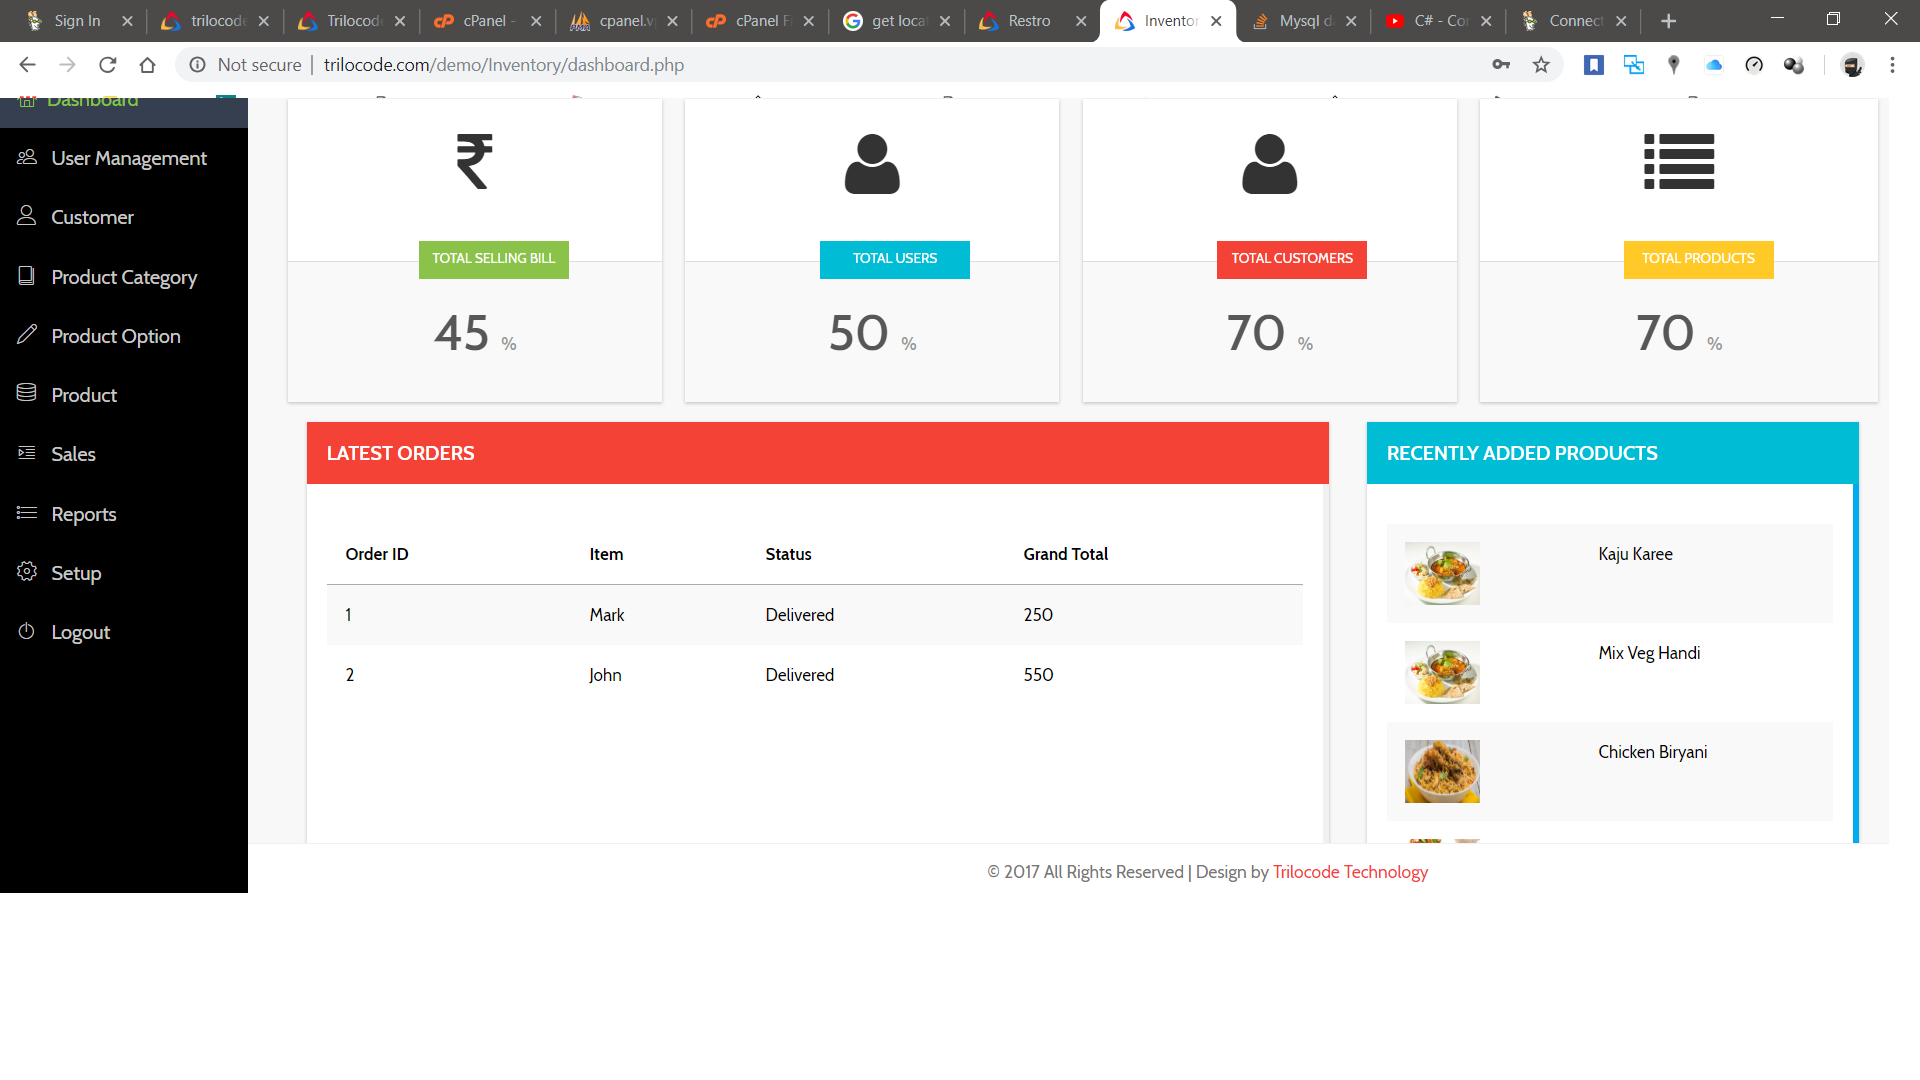 Sign In
trilocode
Trilocode
cPanel -
cpanel.v
cPanel Fi
get locat
Restro
Inventor
Mysql d
C# - Co
Connect
Not secure | trilocode.com/demo/Inventory/dashboard.php
Dashboard
User Management
Customer
Product Category
Product Option
Product
Sales
Reports
Setup
Logout
TOTAL SELLING BILL
45 %
TOTAL USERS
50 %
TOTAL CUSTOMERS
70 %
TOTAL PRODUCTS
70 %
LATEST ORDERS
Order ID Item Status Grand Total
1 Mark Delivered 250
2 John Delivered 550
RECENTLY ADDED PRODUCTS
Kaju Karee
Mix Veg Handi
Chicken Biryani
© 2017 All Rights Reserved | Design by Trilocode Technology